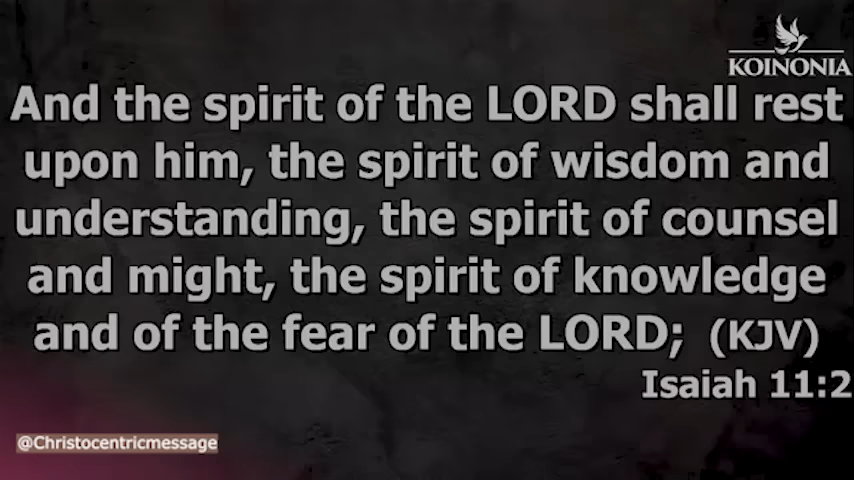 KOINONIA
And the spirit of the LORD shall rest
upon him, the spirit of wisdom and
understanding, the spirit of counsel
and might, the spirit of knowledge
and of the fear of the LORD; (KJV)
Isaiah 11:2
@Christocentricmessage